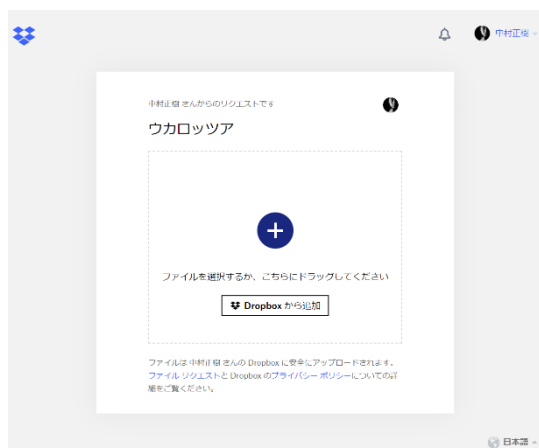 中村正樹
中村正樹 さんからのリクエストです
ウカロッツア
ファイルを選択するか、こちらにドラッグしてください
Dropbox から追加
ファイルは 中村正樹 さんの Dropbox に安全にアップロードされます。
ファイル リクエストと Dropbox のプライバシー ポリシーについての詳
細をご覧ください。
日本語